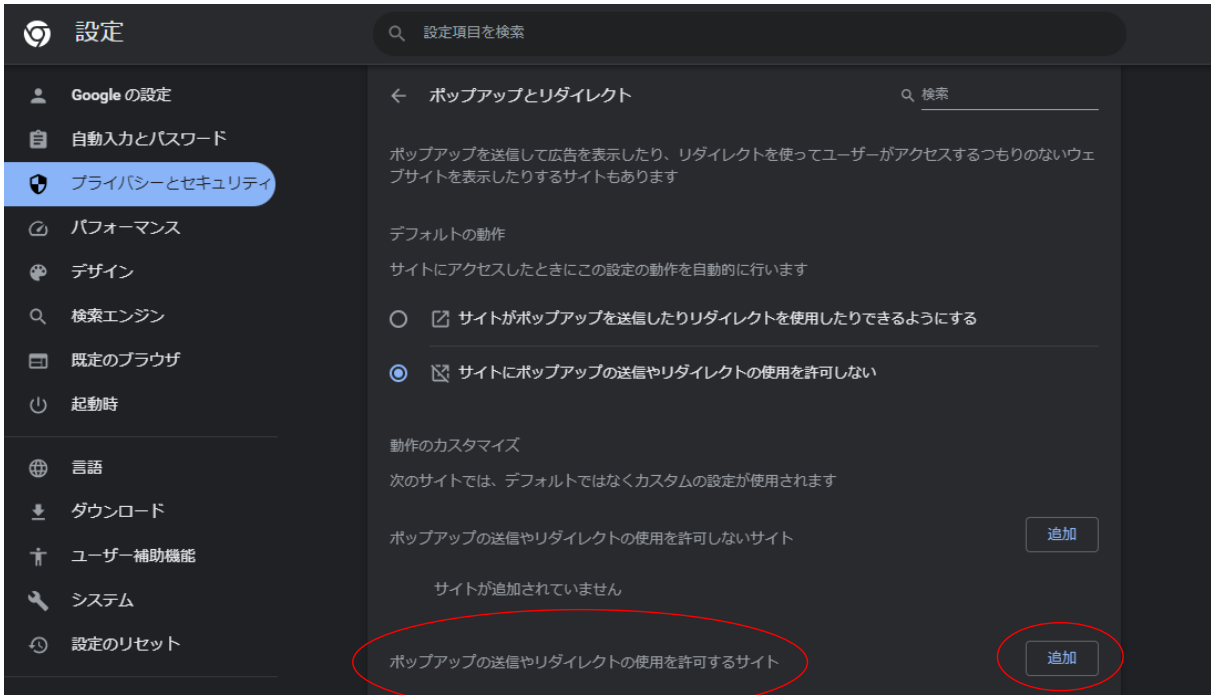 設定
設定項目を検索
Google の設定
自動入力とパスワード
プライバシーとセキュリティ
パフォーマンス
デザイン
検索エンジン
既定のブラウザ
起動時
言語
ダウンロード
ユーザー補助機能
システム
設定のリセット
ポップアップとリダイレクト
検索
ポップアップを送信して広告を表示したり、リダイレクトを使ってユーザーがアクセスするつもりのないウェ
ブサイトを表示したりするサイトもあります
デフォルトの動作
サイトにアクセスしたときにこの設定の動作を自動的に行います
サイトがポップアップを送信したりリダイレクトを使用したりできるようにする
サイトにポップアップの送信やリダイレクトの使用を許可しない
動作のカスタマイズ
次のサイトでは、デフォルトではなくカスタムの設定が使用されます
ポップアップの送信やリダイレクトの使用を許可しないサイト
追加
サイトが追加されていません
ポップアップの送信やリダイレクトの使用を許可するサイト
追加